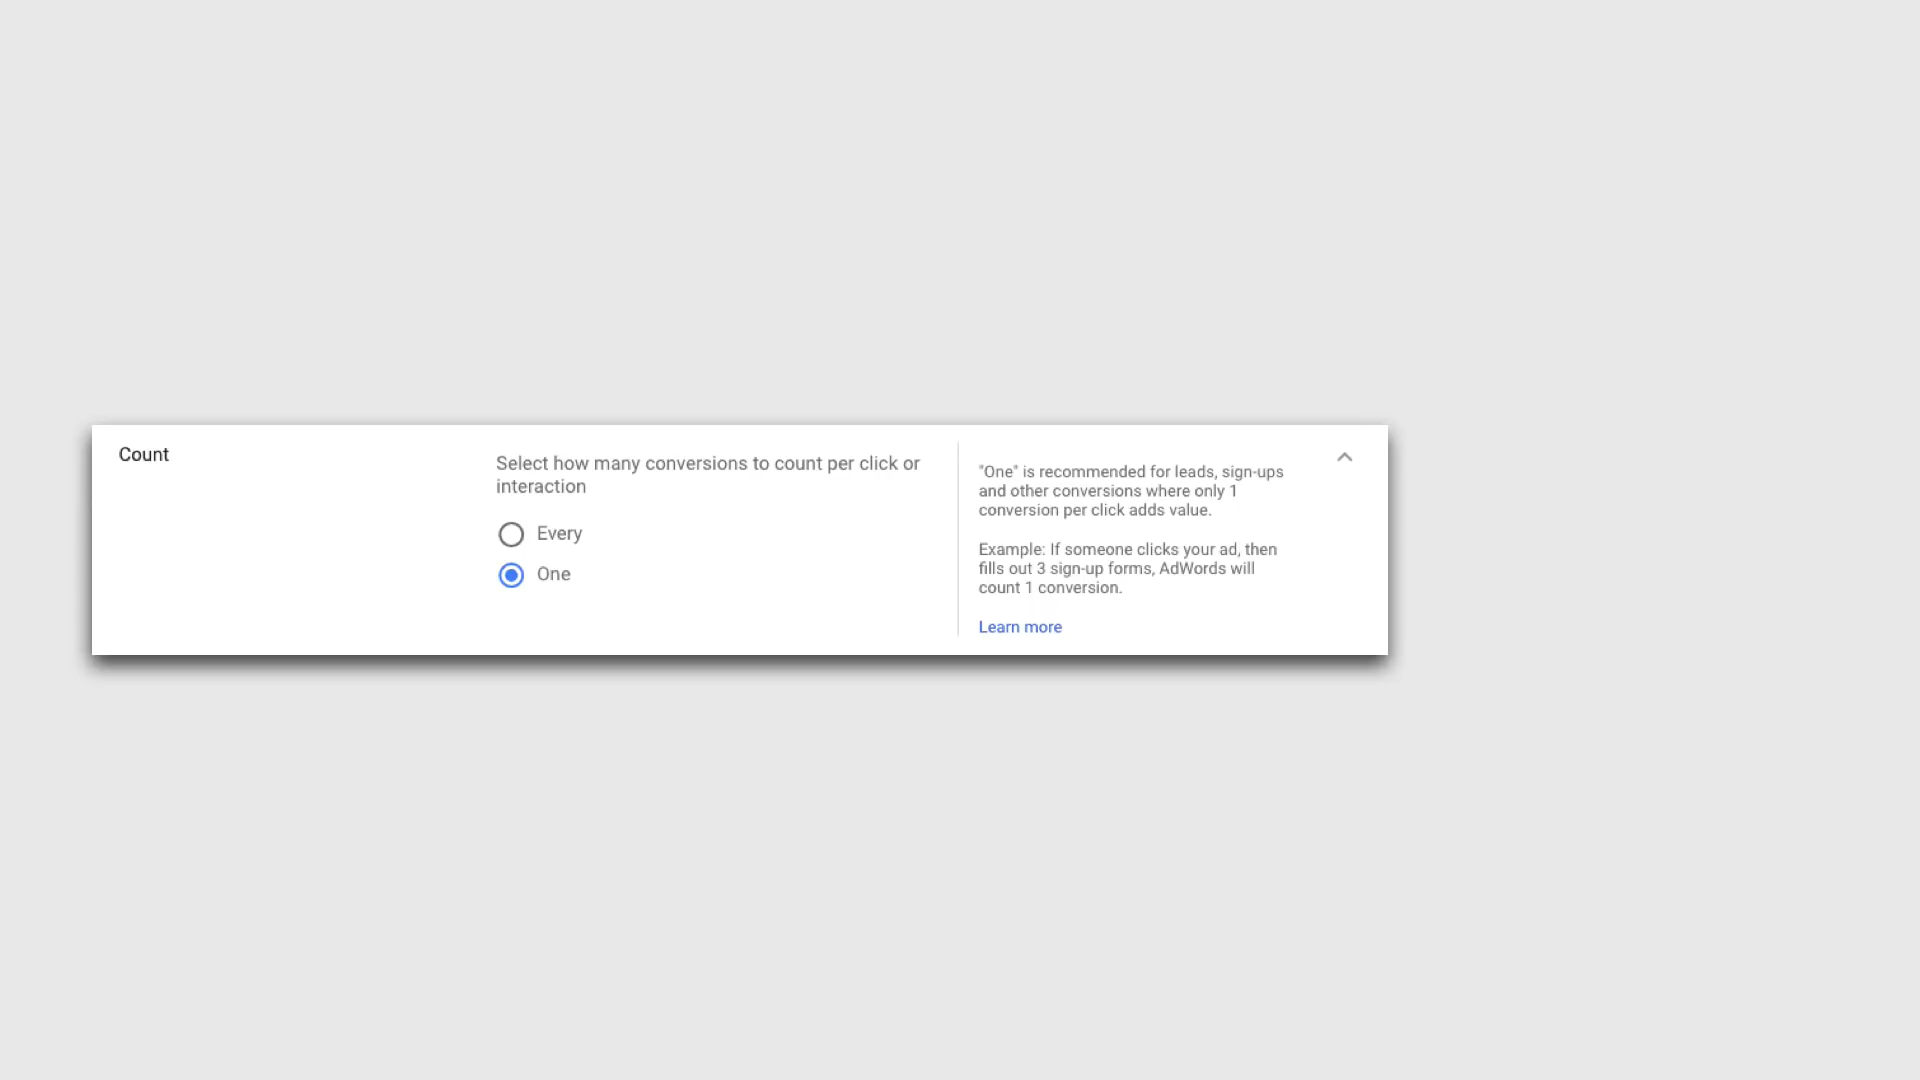 Count
Select how many conversions to count per click or
interaction
Every
One
"One" is recommended for leads, sign-ups
and other conversions where only 1
conversion per click adds value.
Example: If someone clicks your ad, then
fills out 3 sign-up forms, AdWords will
count 1 conversion.
Learn more